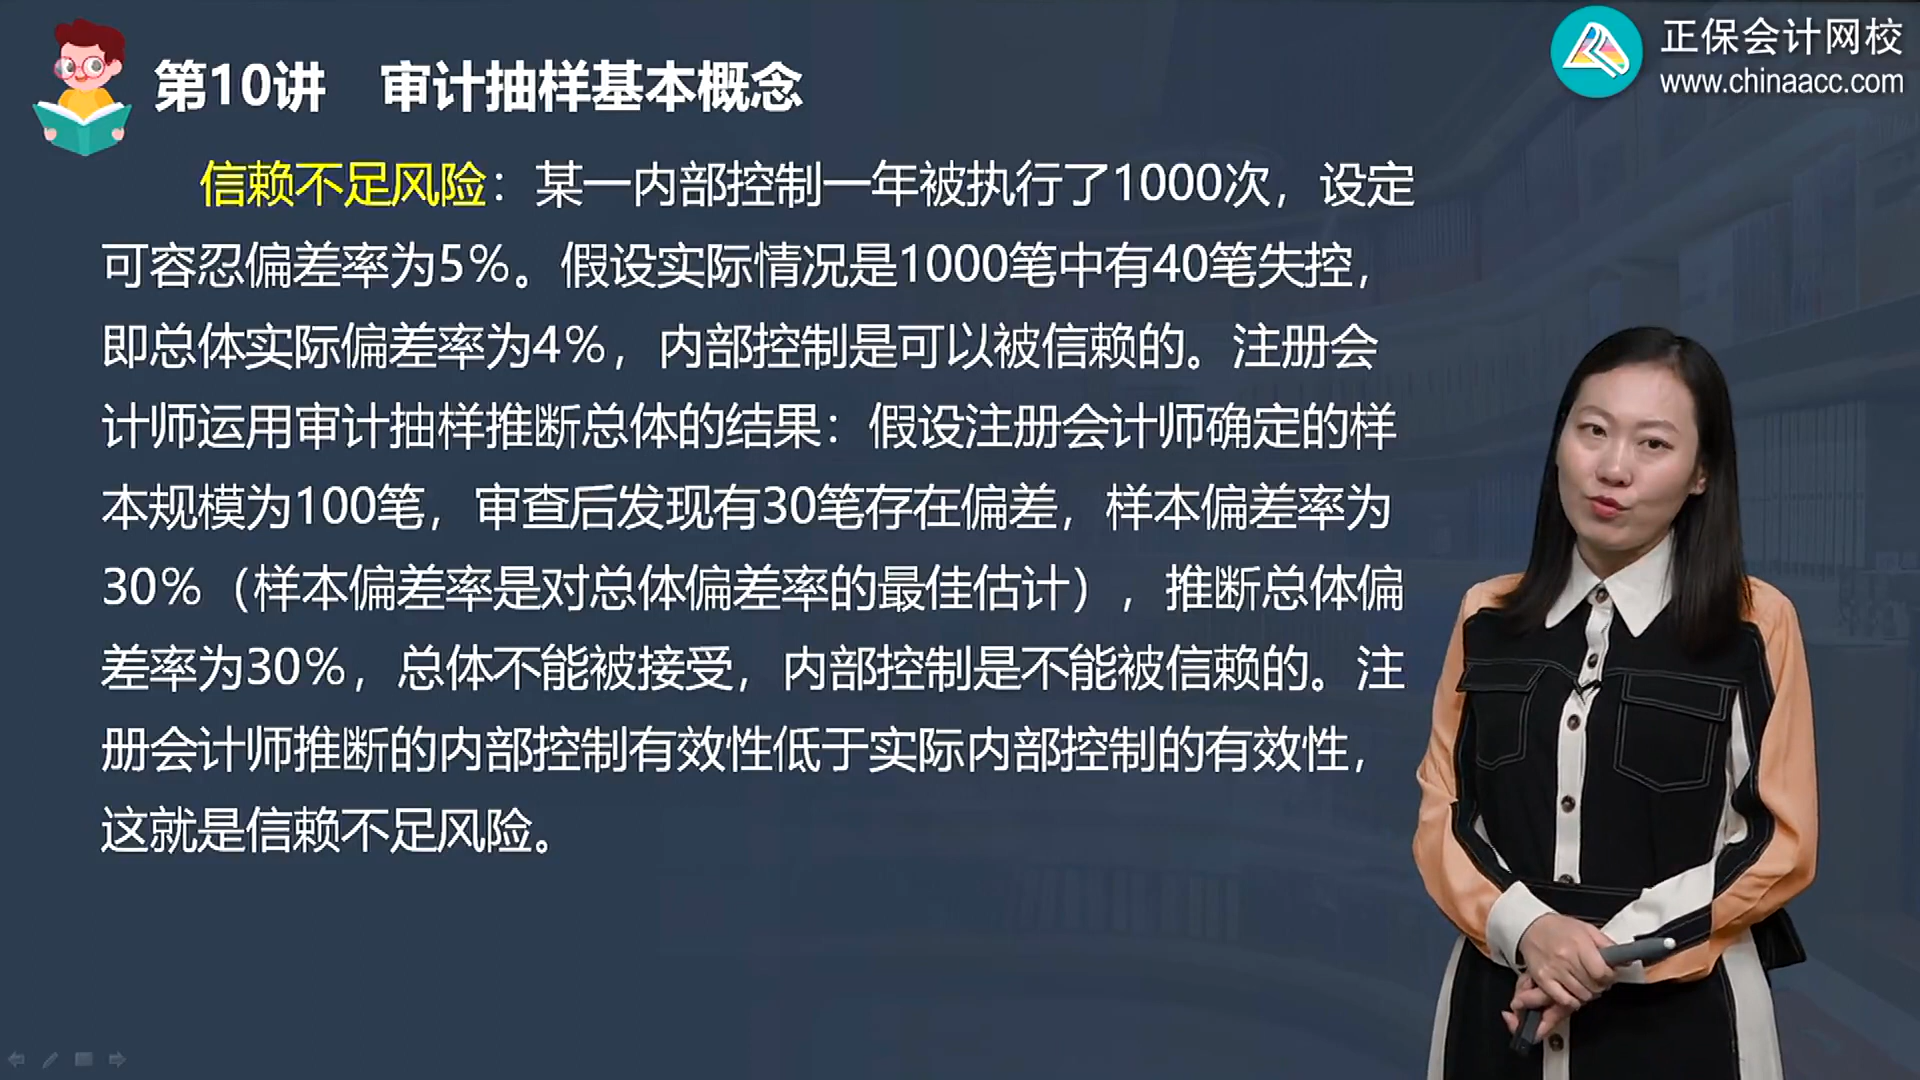 正保会计网校
www.chinaacc.com
第10讲　审计抽样基本概念
信赖不足风险：某一内部控制一年被执行了1000次，设定
可容忍偏差率为5%。假设实际情况是1000笔中有40笔失控，
即总体实际偏差率为4%，内部控制是可以被信赖的。注册会
计师运用审计抽样推断总体的结果：假设注册会计师确定的样
本规模为100笔，审查后发现有30笔存在偏差，样本偏差率为
30%（样本偏差率是对总体偏差率的最佳估计），推断总体偏
差率为30%，总体不能被接受，内部控制是不能被信赖的。注
册会计师推断的内部控制有效性低于实际内部控制的有效性，
这就是信赖不足风险。